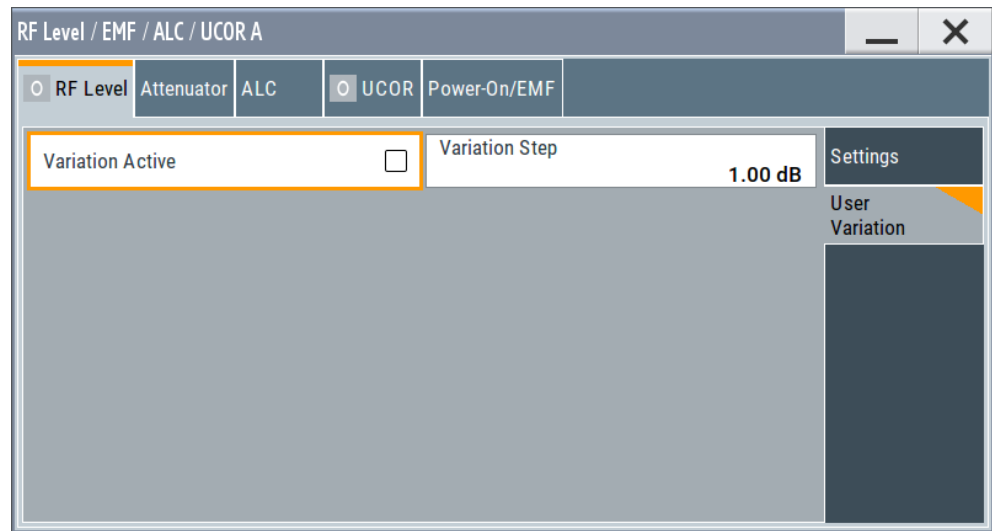 RF Level / EMF / ALC / UCOR A
O RF Level Attenuator ALC O UCOR Power-On/EMF
Variation Active
Variation Step
1.00 dB
Settings
User
Variation